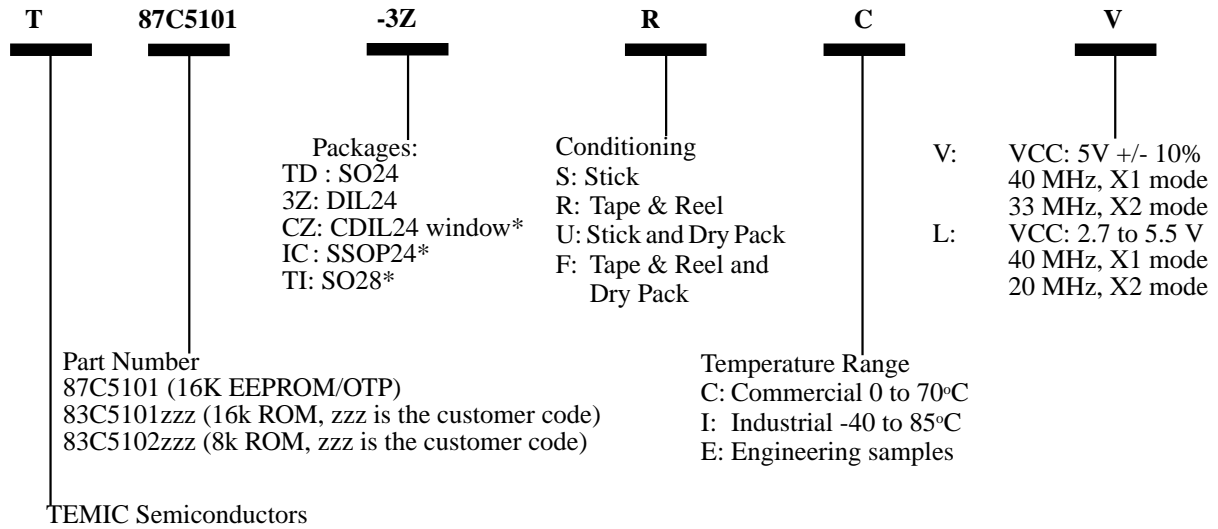 T 87C5101 -3Z R C V
Packages:
TD : SO24
3Z: DIL24
CZ: CDIL24 window*
IC : SSOP24*
TI: SO28*
Conditioning
S: Stick
R: Tape & Reel
U: Stick and Dry Pack
F: Tape & Reel and
Dry Pack
V: VCC: 5V +/- 10%
40 MHz, X1 mode
33 MHz, X2 mode
L: VCC: 2.7 to 5.5 V
40 MHz, X1 mode
20 MHz, X2 mode
Part Number
87C5101 (16K EEPROM/OTP)
83C5101zzz (16k ROM, zzz is the customer code)
83C5102zzz (8k ROM, zzz is the customer code)
Temperature Range
C: Commercial 0 to 70°C
I: Industrial -40 to 85°C
E: Engineering samples
TEMIC Semiconductors